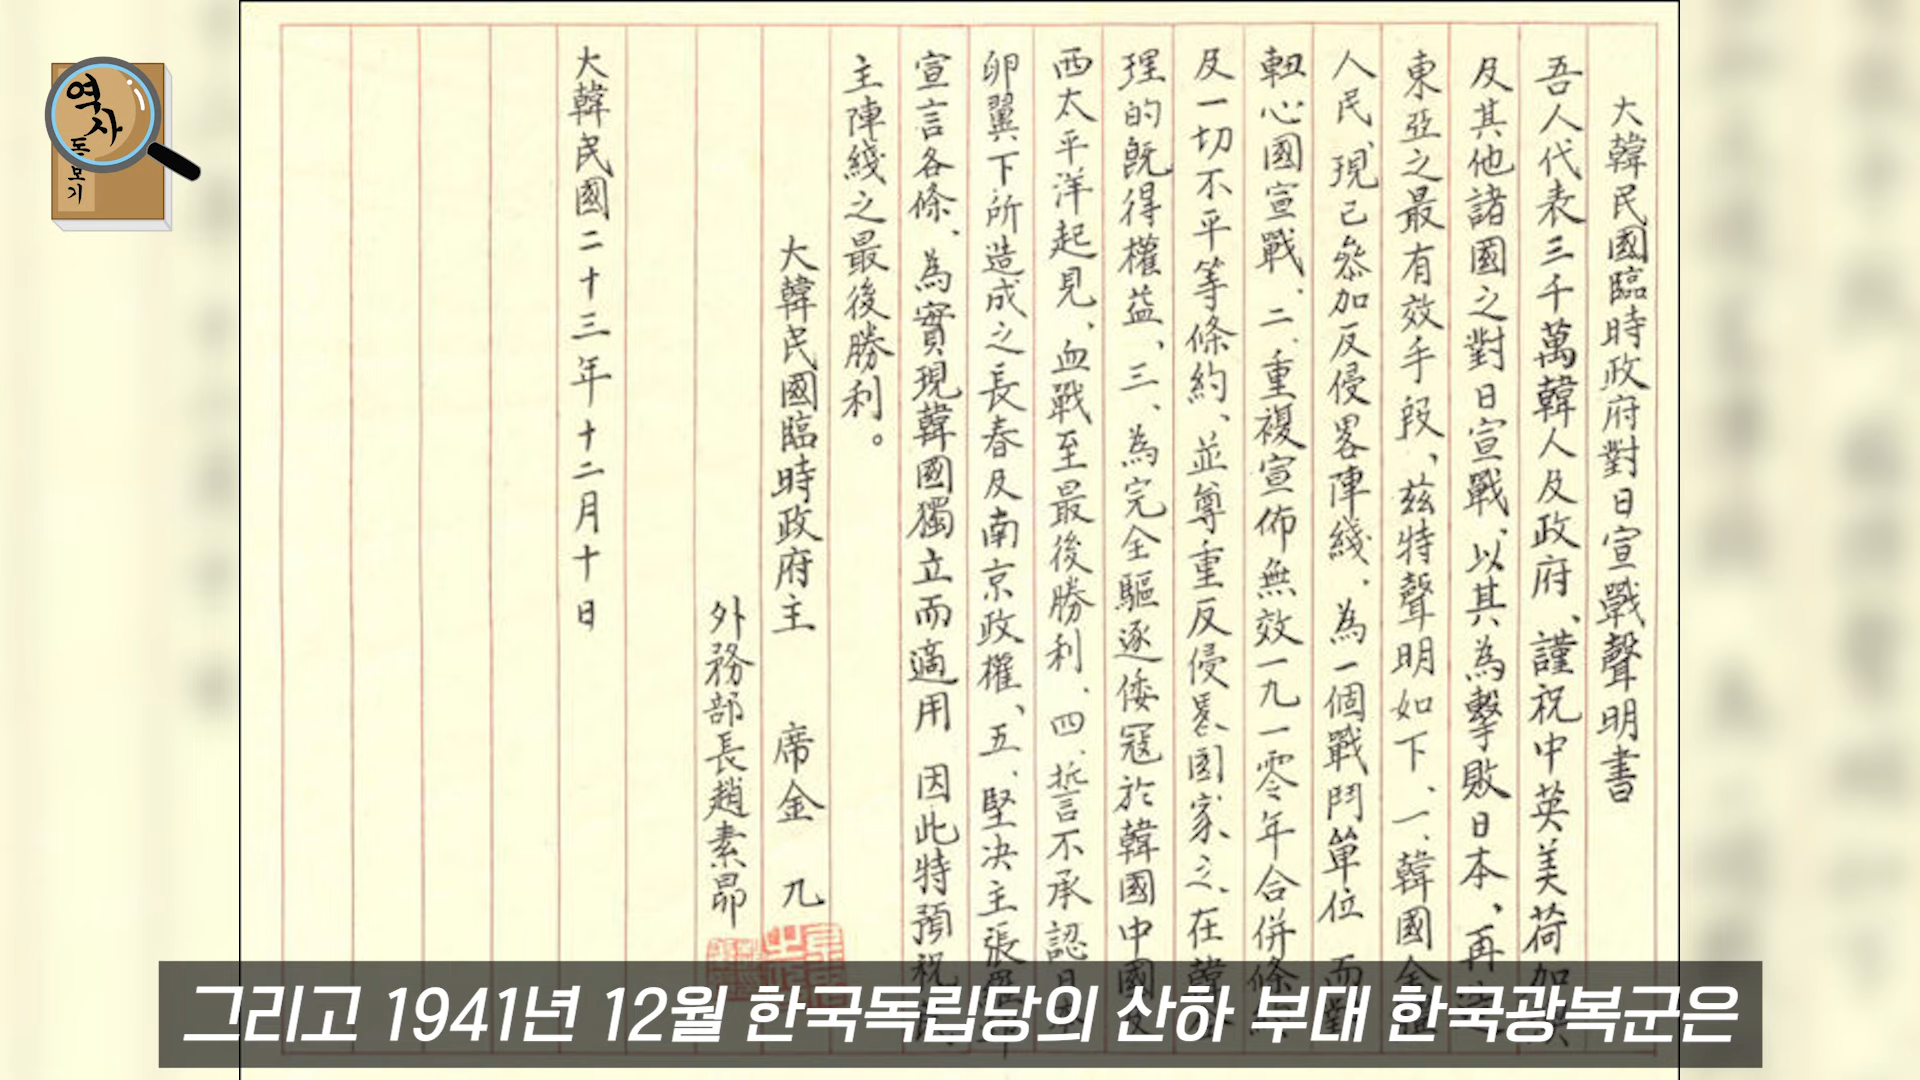 역사
돋보기
大韓民國臨時政府對日宣戰聲明書
吾人代表三千萬韓人及政府、謹祝中英美荷加
及其他諸國之對日宣戰、以其為擊敗日本、再
東亞之最有效手段、茲特聲明如下、一、韓國全
人民、現已參加反侵畧陣綫、為一個戰鬥單位 而對
軸心國宣戰、二、重複宣佈無效一九一零年合併條
及一切不平等條約、並尊重反侵畧國家之、在韓
理的既得權益、三、為完全驅逐倭寇於韓國中國
西太平洋起見、血戰至最後勝利、四、誓不承認日
卵翼下所造成之長春及南京政權、五、堅决主張
宣言各條、為實現韓國獨立而適用 因此特預祝
主陣綫之最後勝利。
大韓民國臨時政府主 席金 九
外務部長趙素昻
大韓民國二十三年十二月十日
그리고 1941년 12월 한국독립당의 산하 부대 한국광복군은